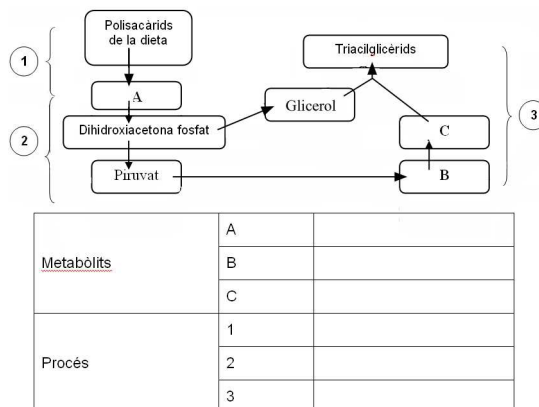 Polisacàrids
de la dieta
Triacilglicèrids
1
A
Glicerol
Dihidroxiacetona fosfat
C
3
2
Piruvat
B
Metabòlits
A
B
C
Procés
1
2
3